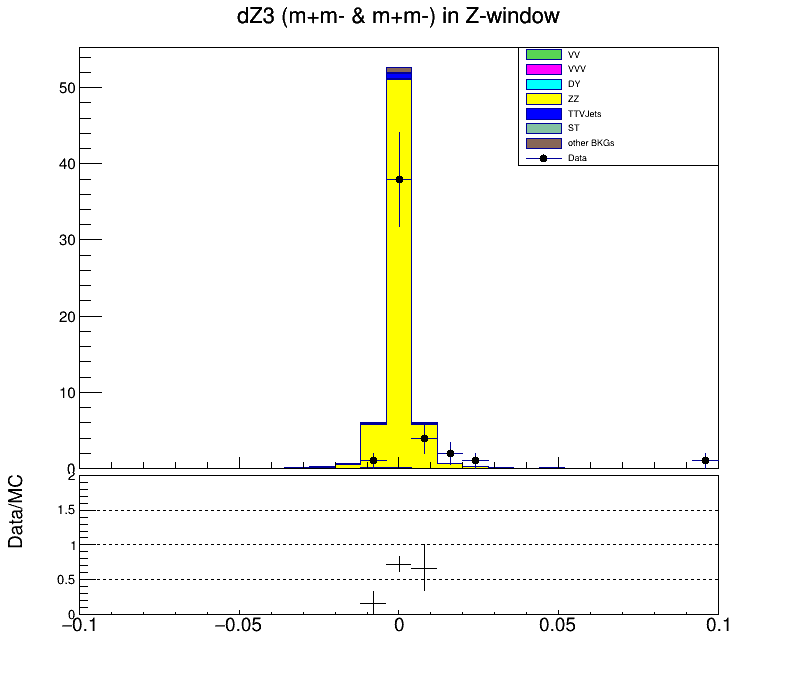 dZ3 (m+m- & m+m-) in Z-window
VV
VVV
DY
ZZ
TTVJets
ST
other BKGs
Data
50
40
30
20
10
0
Data/MC
2
1.5
1
0.5
0
−0.1
−0.05
0
0.05
0.1